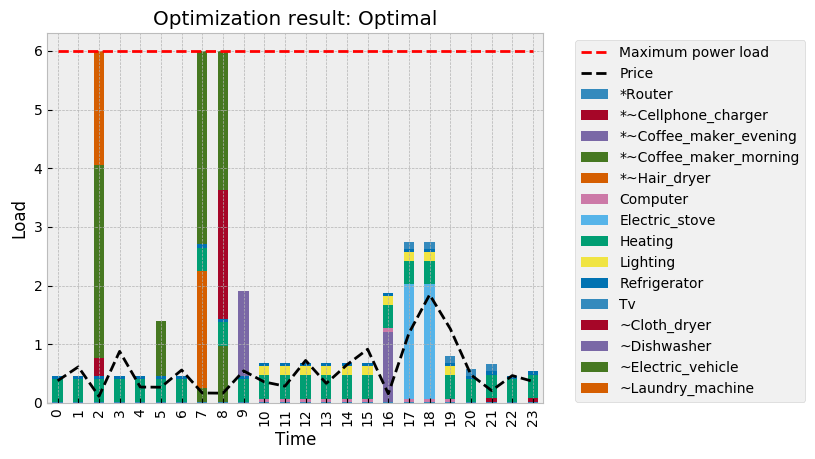 Optimization result: Optimal
6
5
4
3
2
1
0
Load
0 1 2 3 4 5 6 7 8 9 10 11 12 13 14 15 16 17 18 19 20 21 22 23
Time
Maximum power load
Price
*Router
*~Cellphone_charger
*~Coffee_maker_evening
*~Coffee_maker_morning
*~Hair_dryer
Computer
Electric_stove
Heating
Lighting
Refrigerator
Tv
~Cloth_dryer
~Dishwasher
~Electric_vehicle
~Laundry_machine